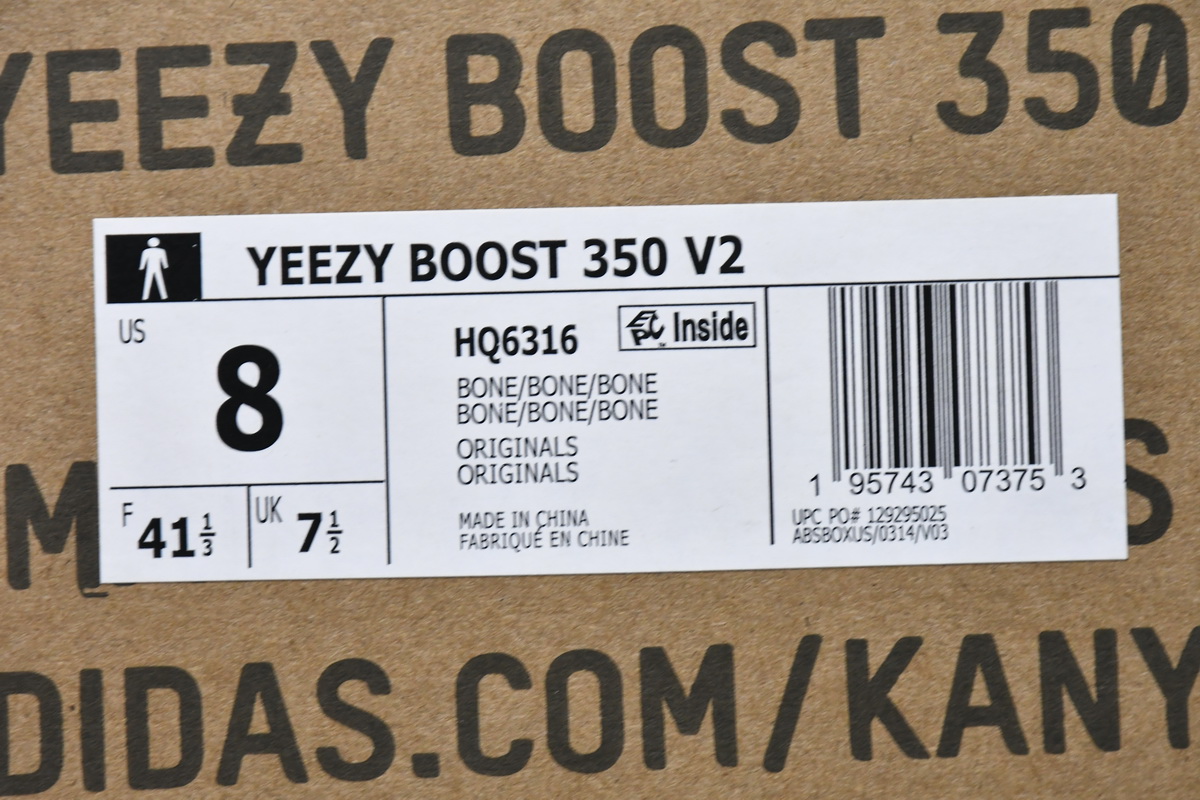 YEEZY BOOST 350
YEEZY BOOST 350 V2
US
8
F 41 1/3
UK 7 1/2
HQ6316
EPC Inside
BONE/BONE/BONE
BONE/BONE/BONE
ORIGINALS
ORIGINALS
MADE IN CHINA
FABRIQUÉ EN CHINE
1 95743 07375 3
UPC PO# 129295025
ABSBOXUS/0314/V03
M
S
DIDAS.COM/KANY